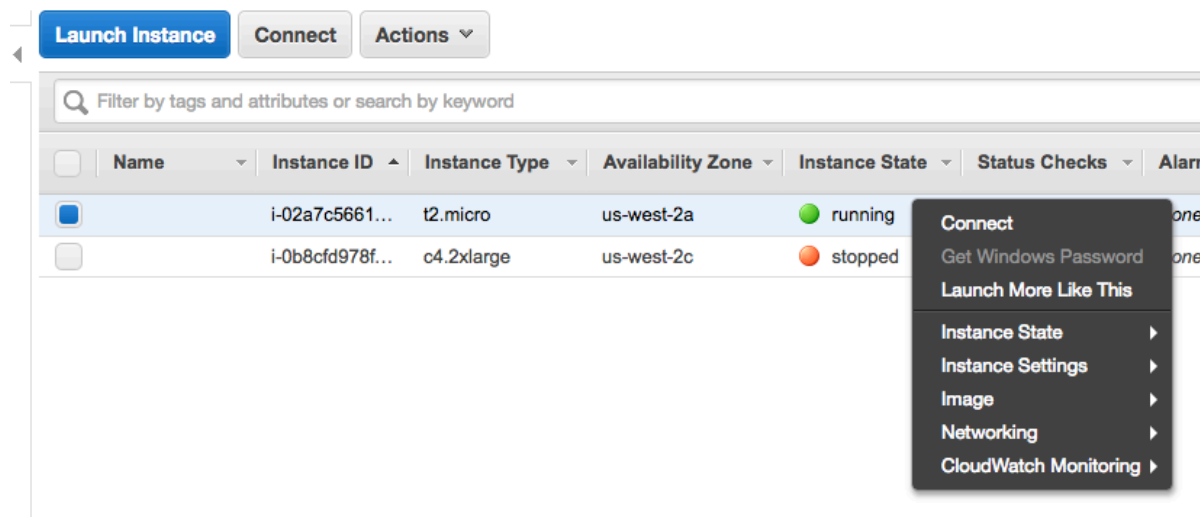 Launch Instance Connect Actions
Filter by tags and attributes or search by keyword
Name Instance ID Instance Type Availability Zone Instance State Status Checks
i-02a7c5661... t2.micro us-west-2a running
i-0b8cfd978f... c4.2xlarge us-west-2c stopped
Connect
Get Windows Password
Launch More Like This
Instance State
Instance Settings
Image
Networking
CloudWatch Monitoring